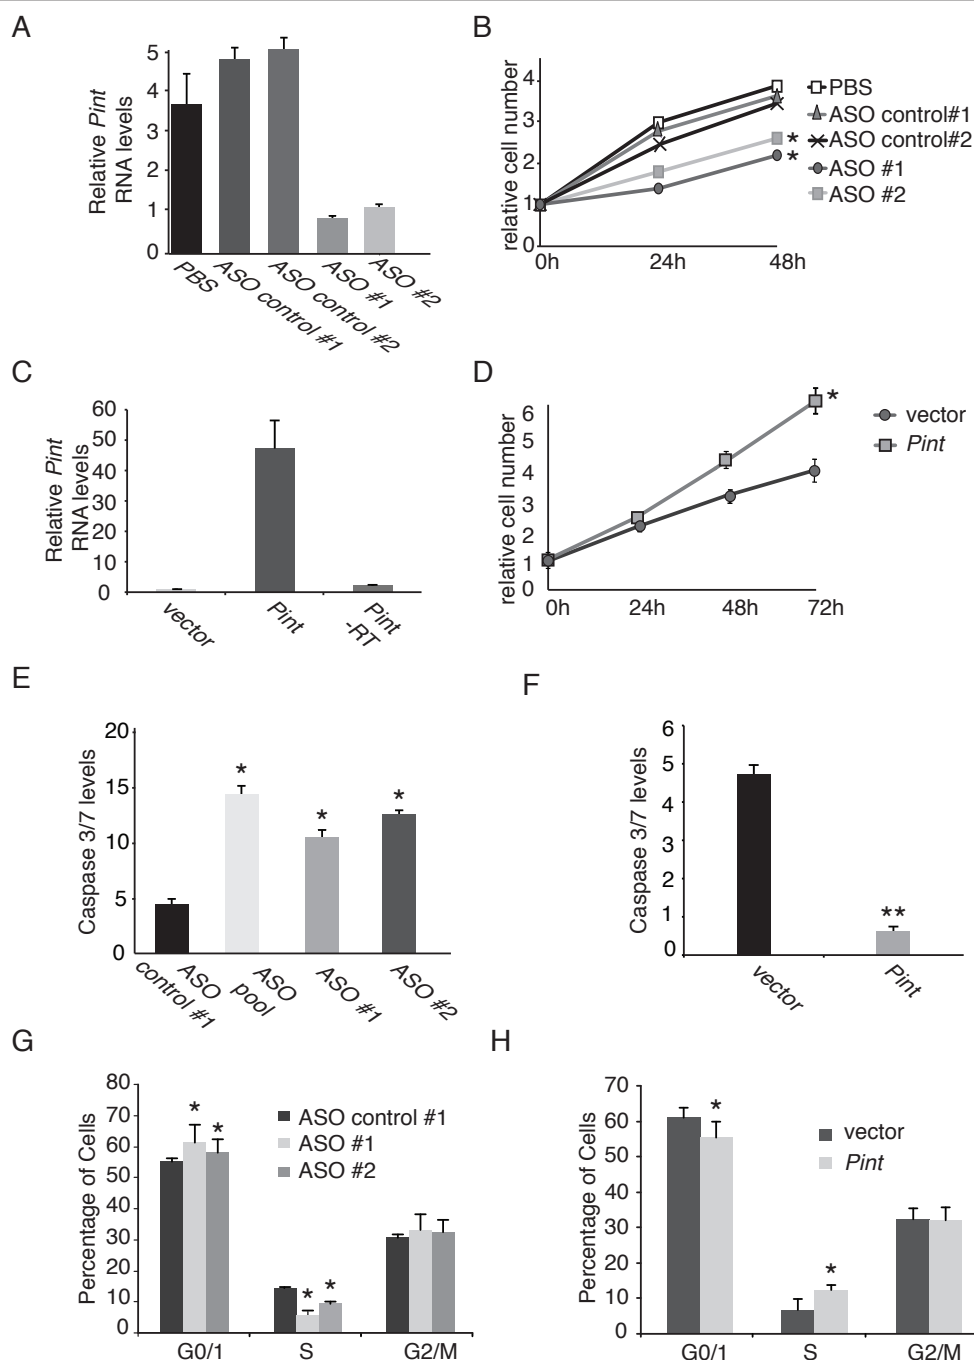 A
Relative Pint
RNA levels
5
4
3
2
1
0
PBS
ASO control #1
ASO control #2
ASO #1
ASO #2
B
relative cell number
4
3
2
1
0
0h
24h
48h
*
*
PBS
ASO control#1
ASO control#2
ASO #1
ASO #2
C
Relative Pint
RNA levels
60
50
40
30
20
10
0
vector
Pint
Pint
-RT
D
relative cell number
6
5
4
3
2
1
0
0h
24h
48h
72h
*
vector
Pint
E
Caspase 3/7 levels
20
15
10
5
0
*
*
*
ASO
control #1
ASO
pool
ASO #1
ASO #2
F
Caspase 3/7 levels
6
5
4
3
2
1
0
**
vector
Pint
G
Percentage of Cells
80
70
60
50
40
30
20
10
0
*
*
*
*
ASO control #1
ASO #1
ASO #2
G0/1
S
G2/M
H
Percentage of Cells
70
60
50
40
30
20
10
0
*
*
vector
Pint
G0/1
S
G2/M